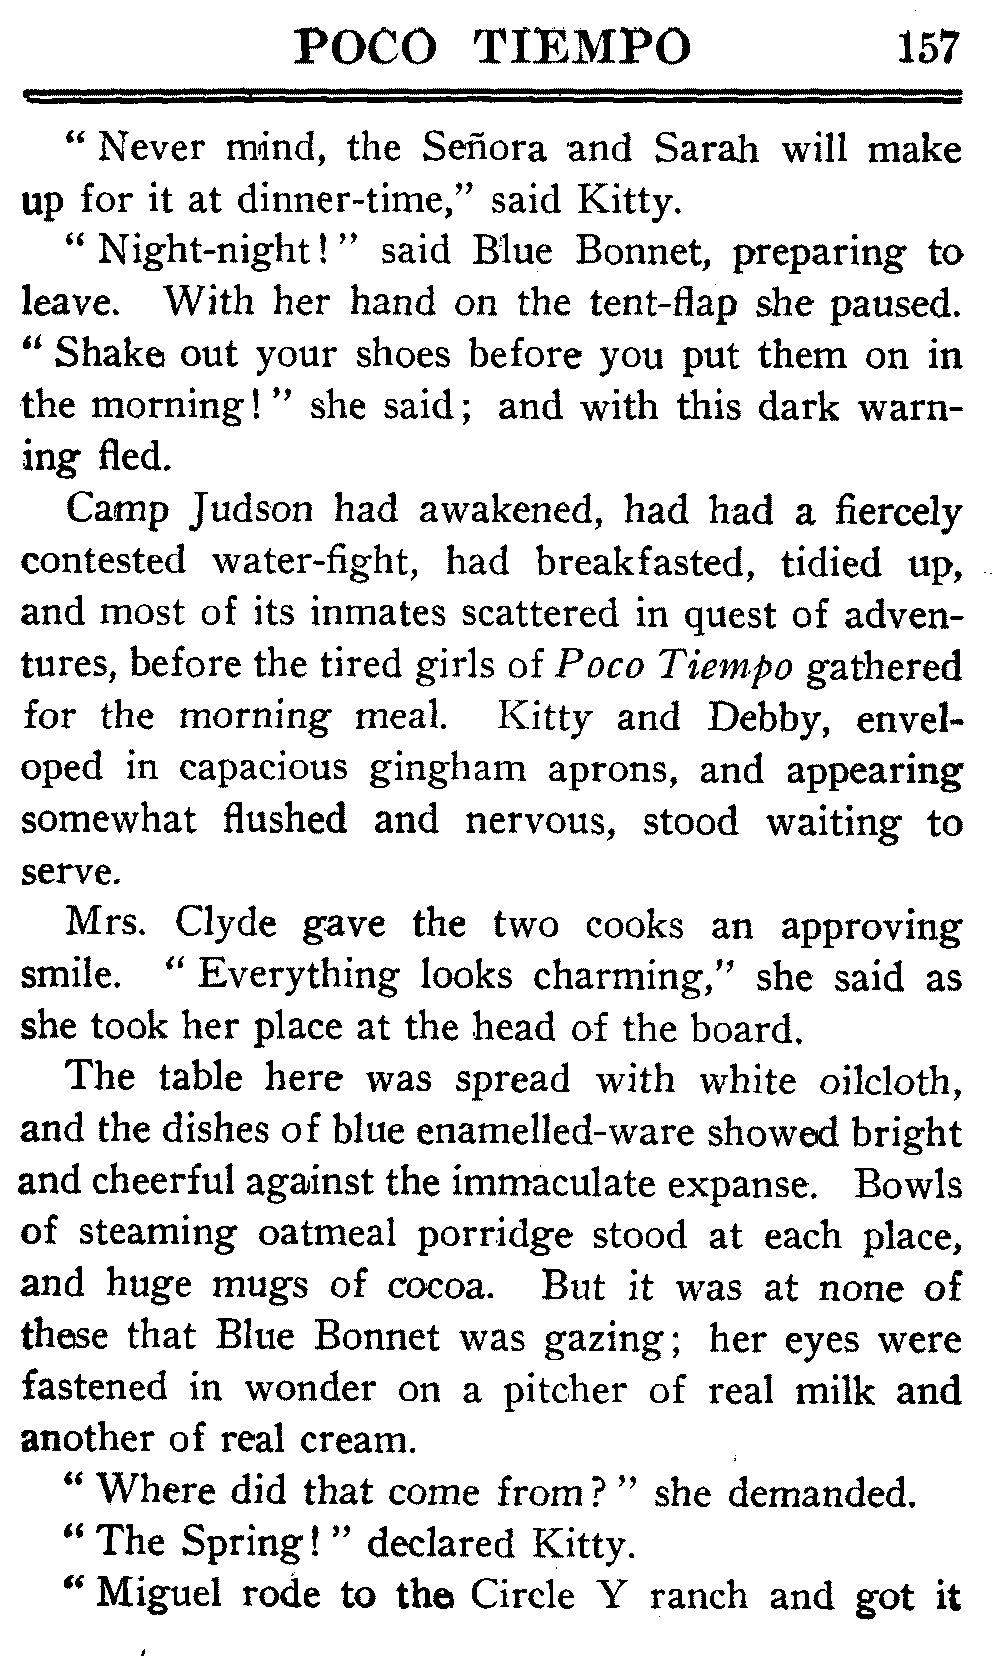 POCO TIEMPO 157
" Never mind, the Señora and Sarah will make
up for it at dinner-time," said Kitty.
" Night-night! " said Blue Bonnet, preparing to
leave. With her hand on the tent-flap she paused.
" Shake out your shoes before you put them on in
the morning! " she said; and with this dark warn-
ing fled.
Camp Judson had awakened, had had a fiercely
contested water-fight, had breakfasted, tidied up,
and most of its inmates scattered in quest of adven-
tures, before the tired girls of Poco Tiempo gathered
for the morning meal. Kitty and Debby, envel-
oped in capacious gingham aprons, and appearing
somewhat flushed and nervous, stood waiting to
serve.
Mrs. Clyde gave the two cooks an approving
smile. " Everything looks charming," she said as
she took her place at the head of the board.
The table here was spread with white oilcloth,
and the dishes of blue enamelled-ware showed bright
and cheerful against the immaculate expanse. Bowls
of steaming oatmeal porridge stood at each place,
and huge mugs of cocoa. But it was at none of
these that Blue Bonnet was gazing; her eyes were
fastened in wonder on a pitcher of real milk and
another of real cream.
" Where did that come from? " she demanded.
" The Spring! " declared Kitty.
" Miguel rode to the Circle Y ranch and got it